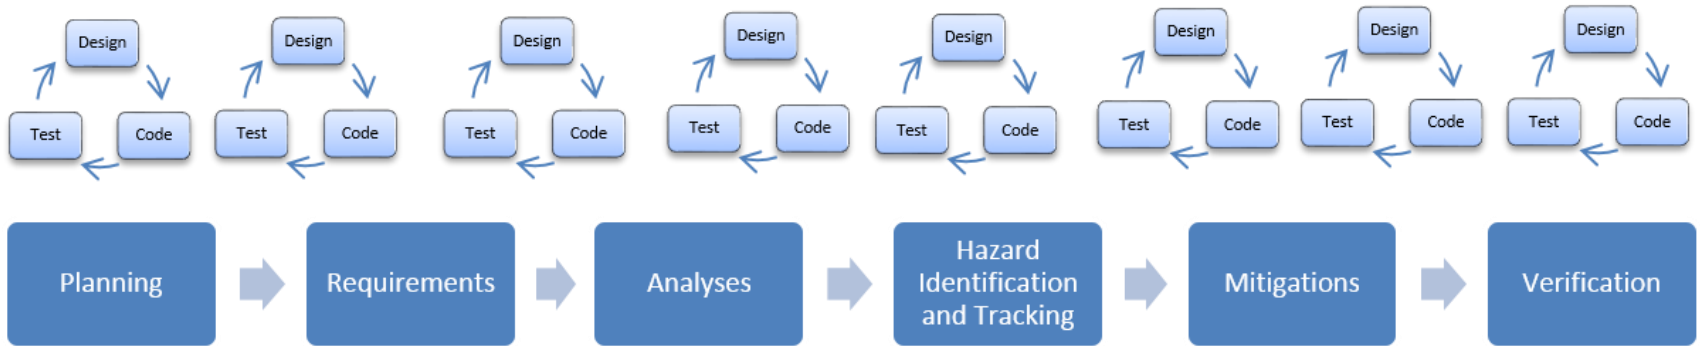 Design
Test
Code
Design
Test
Code
Design
Test
Code
Design
Test
Code
Design
Test
Code
Design
Test
Code
Design
Test
Code
Design
Test
Code
Planning
Requirements
Analyses
Hazard
Identification
and Tracking
Mitigations
Verification